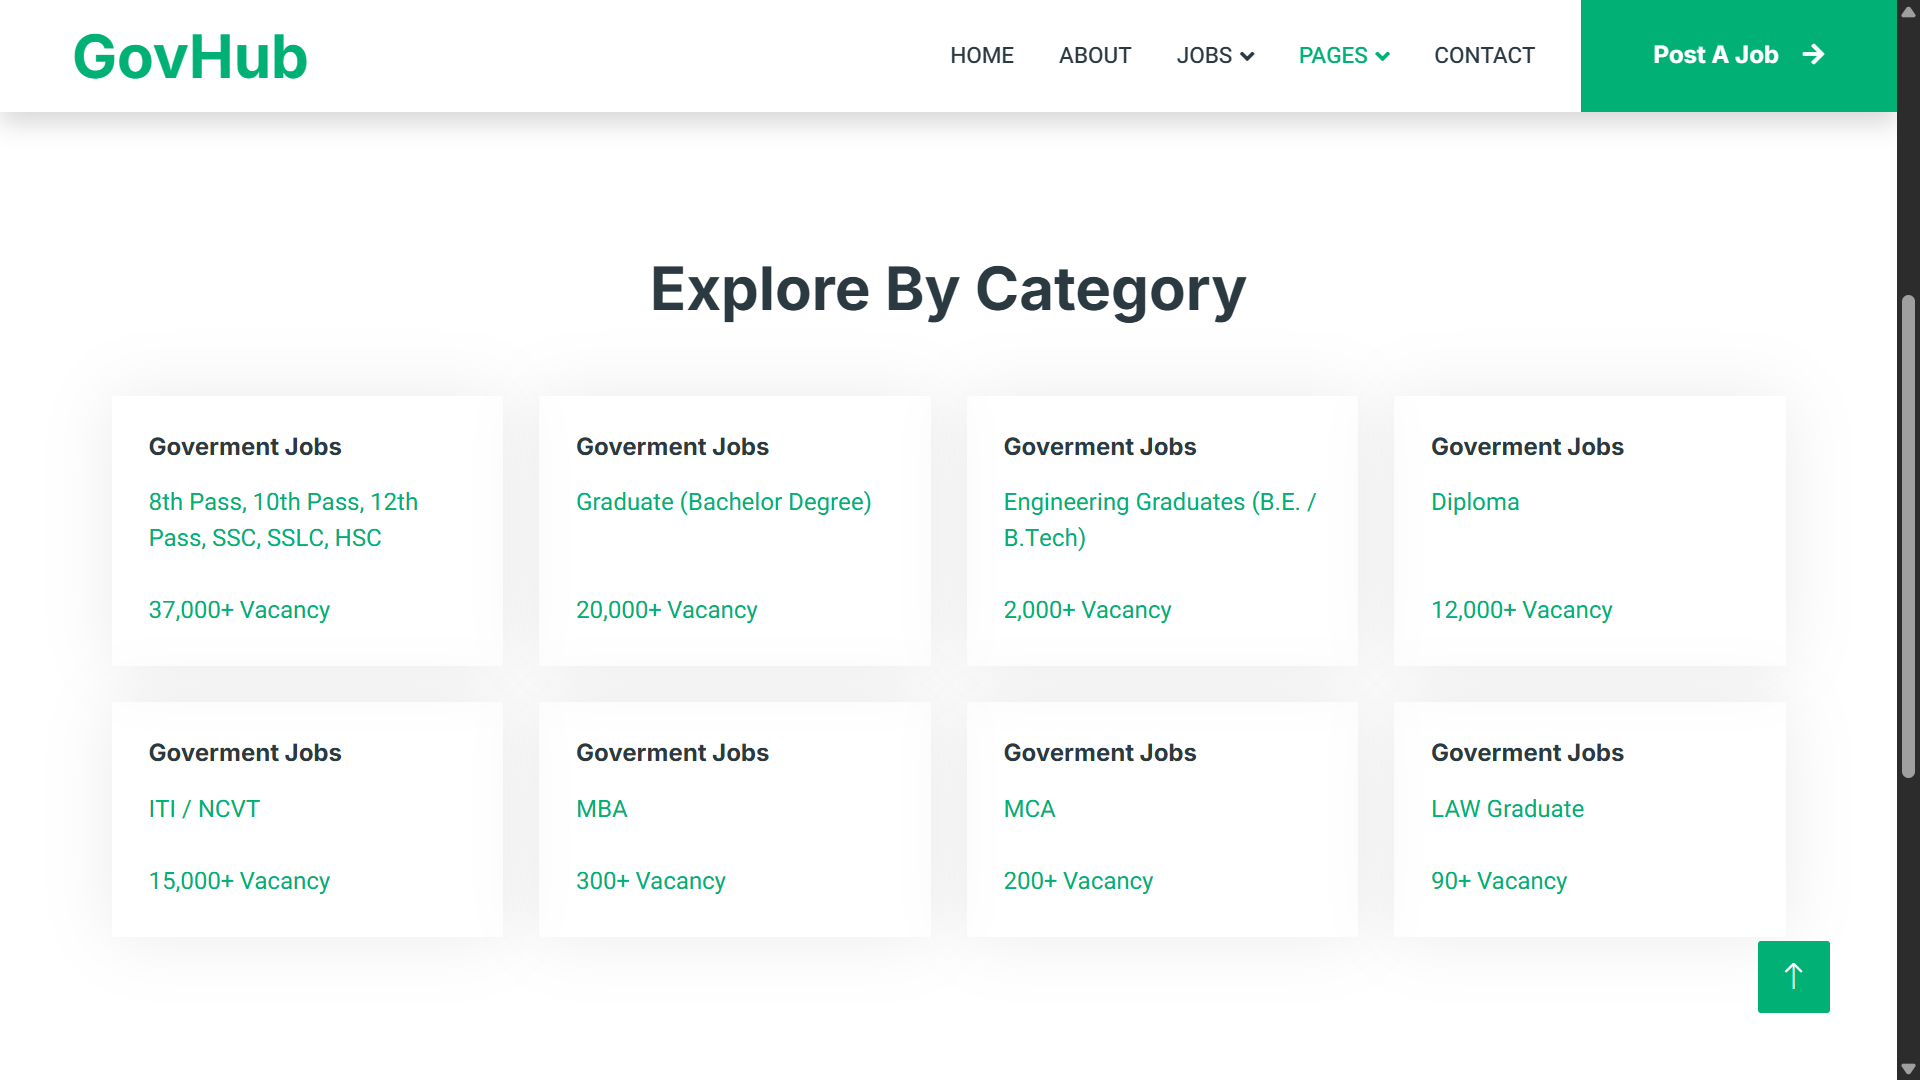 GovHub
HOME ABOUT JOBS PAGES CONTACT Post A Job
Explore By Category
Goverment Jobs
8th Pass, 10th Pass, 12th
Pass, SSC, SSLC, HSC
37,000+ Vacancy
Goverment Jobs
Graduate (Bachelor Degree)
20,000+ Vacancy
Goverment Jobs
Engineering Graduates (B.E. /
B.Tech)
2,000+ Vacancy
Goverment Jobs
Diploma
12,000+ Vacancy
Goverment Jobs
ITI / NCVT
15,000+ Vacancy
Goverment Jobs
MBA
300+ Vacancy
Goverment Jobs
MCA
200+ Vacancy
Goverment Jobs
LAW Graduate
90+ Vacancy